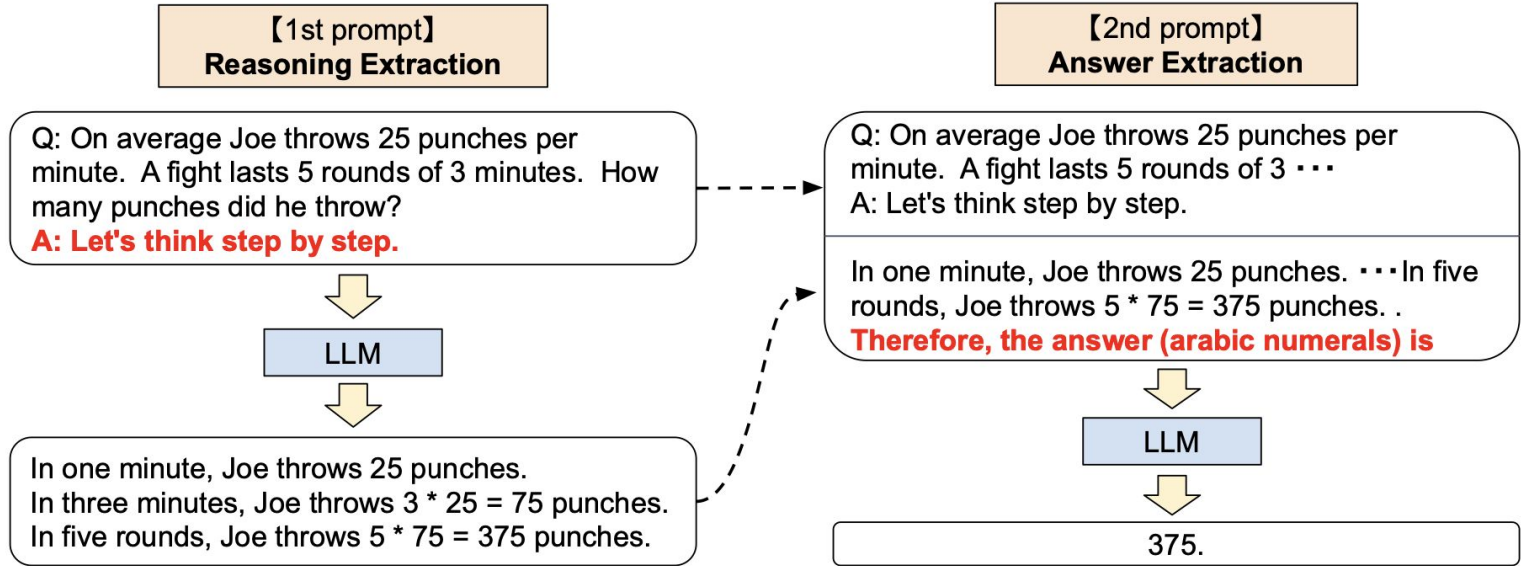 【1st prompt】
Reasoning Extraction
Q: On average Joe throws 25 punches per
minute. A fight lasts 5 rounds of 3 minutes. How
many punches did he throw?
A: Let's think step by step.
LLM
In one minute, Joe throws 25 punches.
In three minutes, Joe throws 3 * 25 = 75 punches.
In five rounds, Joe throws 5 * 75 = 375 punches.
【2nd prompt】
Answer Extraction
Q: On average Joe throws 25 punches per
minute. A fight lasts 5 rounds of 3 ･･･
A: Let's think step by step.
In one minute, Joe throws 25 punches. ･･･In five
rounds, Joe throws 5 * 75 = 375 punches. .
Therefore, the answer (arabic numerals) is
LLM
375.